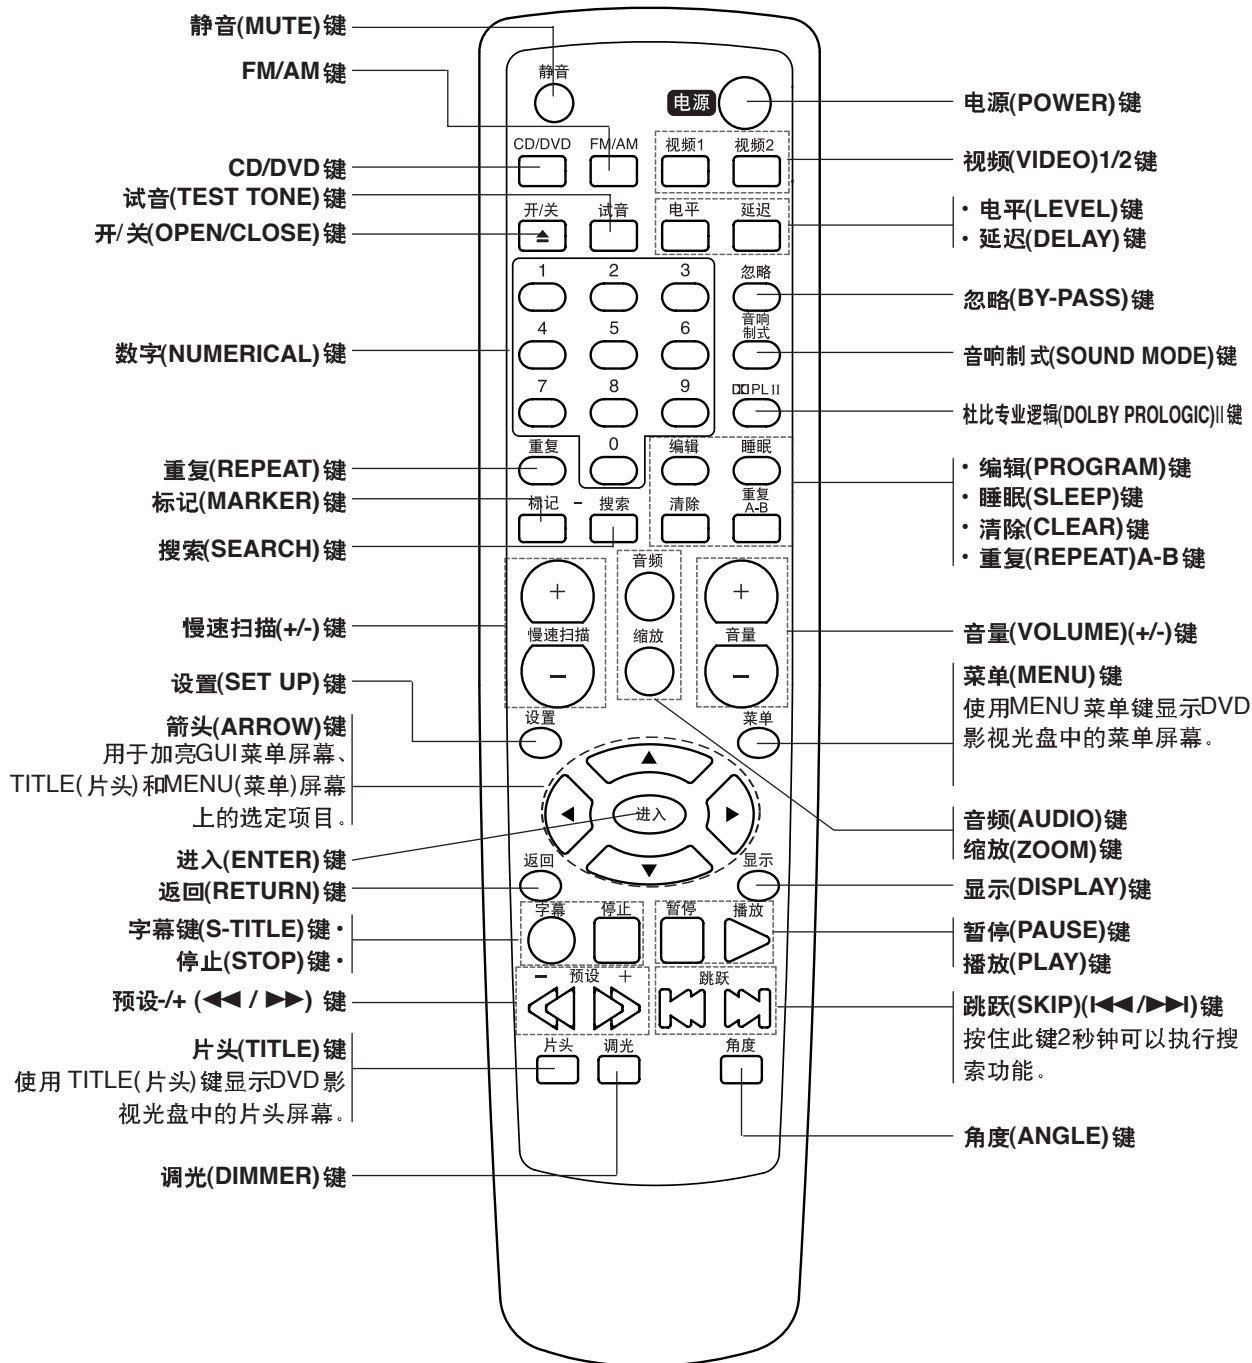 静音(MUTE)键
FM/AM键
CD/DVD键
试音(TEST TONE)键
开/关(OPEN/CLOSE)键
数字(NUMERICAL)键
重复(REPEAT)键
标记(MARKER)键
搜索(SEARCH)键
慢速扫描(+/-)键
设置(SET UP)键
箭头(ARROW)键
用于加亮GUI菜单屏幕、
TITLE(片头)和MENU(菜单)屏幕
上的选定项目。
进入(ENTER)键
返回(RETURN)键
字幕键(S-TITLE)键·
停止(STOP)键·
预设-/+ (◀◀ / ▶▶) 键
片头(TITLE)键
使用 TITLE(片头)键显示DVD影
视光盘中的片头屏幕。
调光(DIMMER)键
静音
电源
CD/DVD FM/AM 视频1 视频2
开/关 试音 电平 延迟
1 2 3 忽略
音响
制式
4 5 6
7 8 9 PL II
重复 0 编辑 睡眠
标记 - 搜索 清除 重复
A-B
音频
+ +
慢速扫描 缩放 音量
- -
设置 菜单
▲
◀ 进入 ▶
▼
返回 显示
字幕 停止 暂停 播放
- 预设 + 跳跃
片头 调光 角度
电源(POWER)键
视频(VIDEO)1/2键
· 电平(LEVEL)键
· 延迟(DELAY)键
忽略(BY-PASS)键
音响制式(SOUND MODE)键
杜比专业逻辑(DOLBY PROLOGIC)II键
· 编辑(PROGRAM)键
· 睡眠(SLEEP)键
· 清除(CLEAR)键
· 重复(REPEAT)A-B键
音量(VOLUME)(+/-)键
菜单(MENU)键
使用MENU菜单键显示DVD
影视光盘中的菜单屏幕。
音频(AUDIO)键
缩放(ZOOM)键
显示(DISPLAY)键
暂停(PAUSE)键
播放(PLAY)键
跳跃(SKIP)(I◀◀/▶▶I)键
按住此键2秒钟可以执行搜
索功能。
角度(ANGLE)键